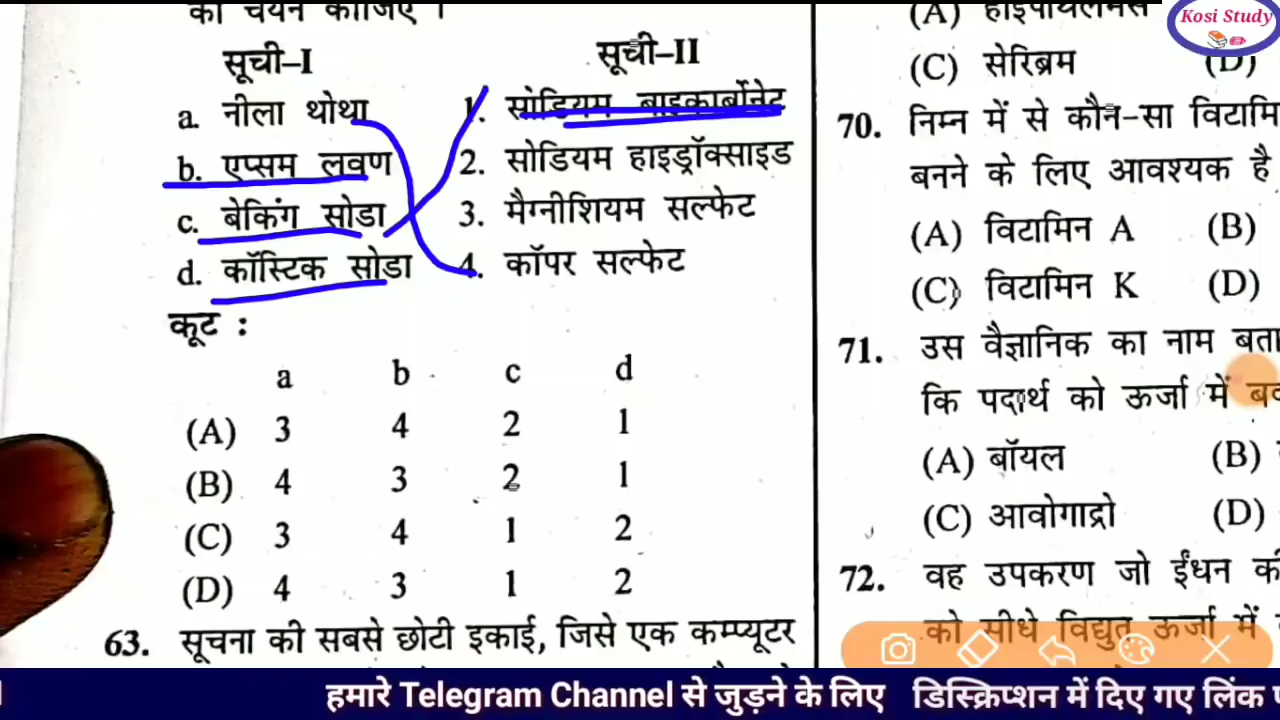 का चयन कीजिए ।
सूची-I सूची-II
a. नीला थोथा 1. सोडियम बाइकार्बोनेट
b. एप्सम लवण 2. सोडियम हाइड्रॉक्साइड
c. बेकिंग सोडा 3. मैग्नीशियम सल्फेट
d. कॉस्टिक सोडा 4. कॉपर सल्फेट
कूट :
a b c d
(A) 3 4 2 1
(B) 4 3 2 1
(C) 3 4 1 2
(D) 4 3 1 2
63. सूचना की सबसे छोटी इकाई, जिसे एक कम्प्यूटर
(A)
(C) सेरिब्रम (D)
70. निम्न में से कौन-सा
बनने के लिए आवश्यक है
(A) विटामिन A (B)
(C) विटामिन K (D)
71. उस वैज्ञानिक का नाम
कि पदार्थ को ऊर्जा में
(A) बॉयल (B)
(C) आवोगाद्रो (D)
72. वह उपकरण जो ईंधन की
को सीधे विद्युत ऊर्जा में
Kosi Study
हमारे Telegram Channel से जुड़ने के लिए डिस्क्रिप्शन में दिए गए लिंक